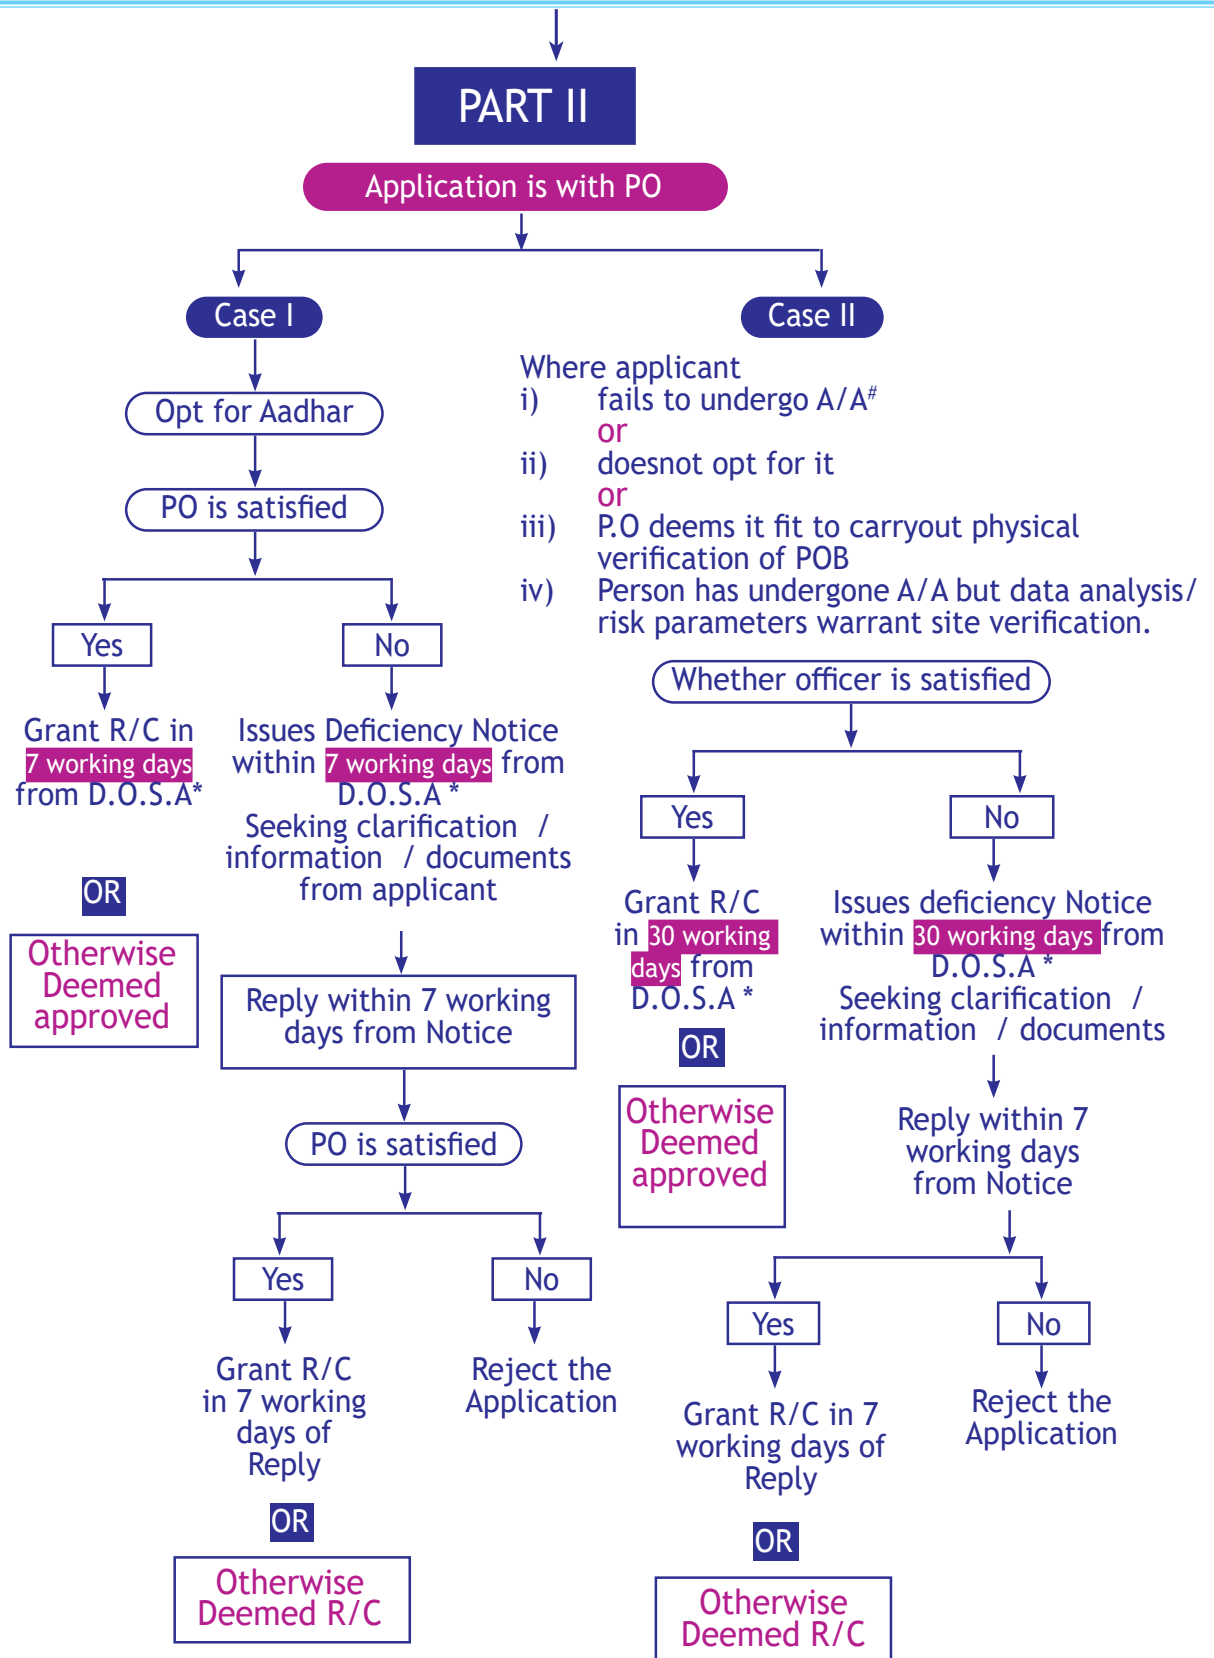 PART II
Application is with PO
Case I
Opt for Aadhar
PO is satisfied
Yes
No
Grant R/C in
7 working days
from D.O.S.A*
OR
Otherwise
Deemed
approved
Issues Deficiency Notice
within 7 working days from
D.O.S.A *
Seeking clarification /
information / documents
from applicant
Reply within 7 working
days from Notice
PO is satisfied
Yes
No
Grant R/C
in 7 working
days of
Reply
OR
Otherwise
Deemed R/C
Reject the
Application
Case II
Where applicant
i) fails to undergo A/A#
or
ii) doesnot opt for it
or
iii) P.O deems it fit to carryout physical
verification of POB
iv) Person has undergone A/A but data analysis/
risk parameters warrant site verification.
Whether officer is satisfied
Yes
No
Grant R/C
in 30 working
days from
D.O.S.A *
OR
Otherwise
Deemed
approved
Issues deficiency Notice
within 30 working days from
D.O.S.A *
Seeking clarification /
information / documents
Reply within 7
working days
from Notice
Yes
No
Grant R/C in 7
working days of
Reply
OR
Otherwise
Deemed R/C
Reject the
Application